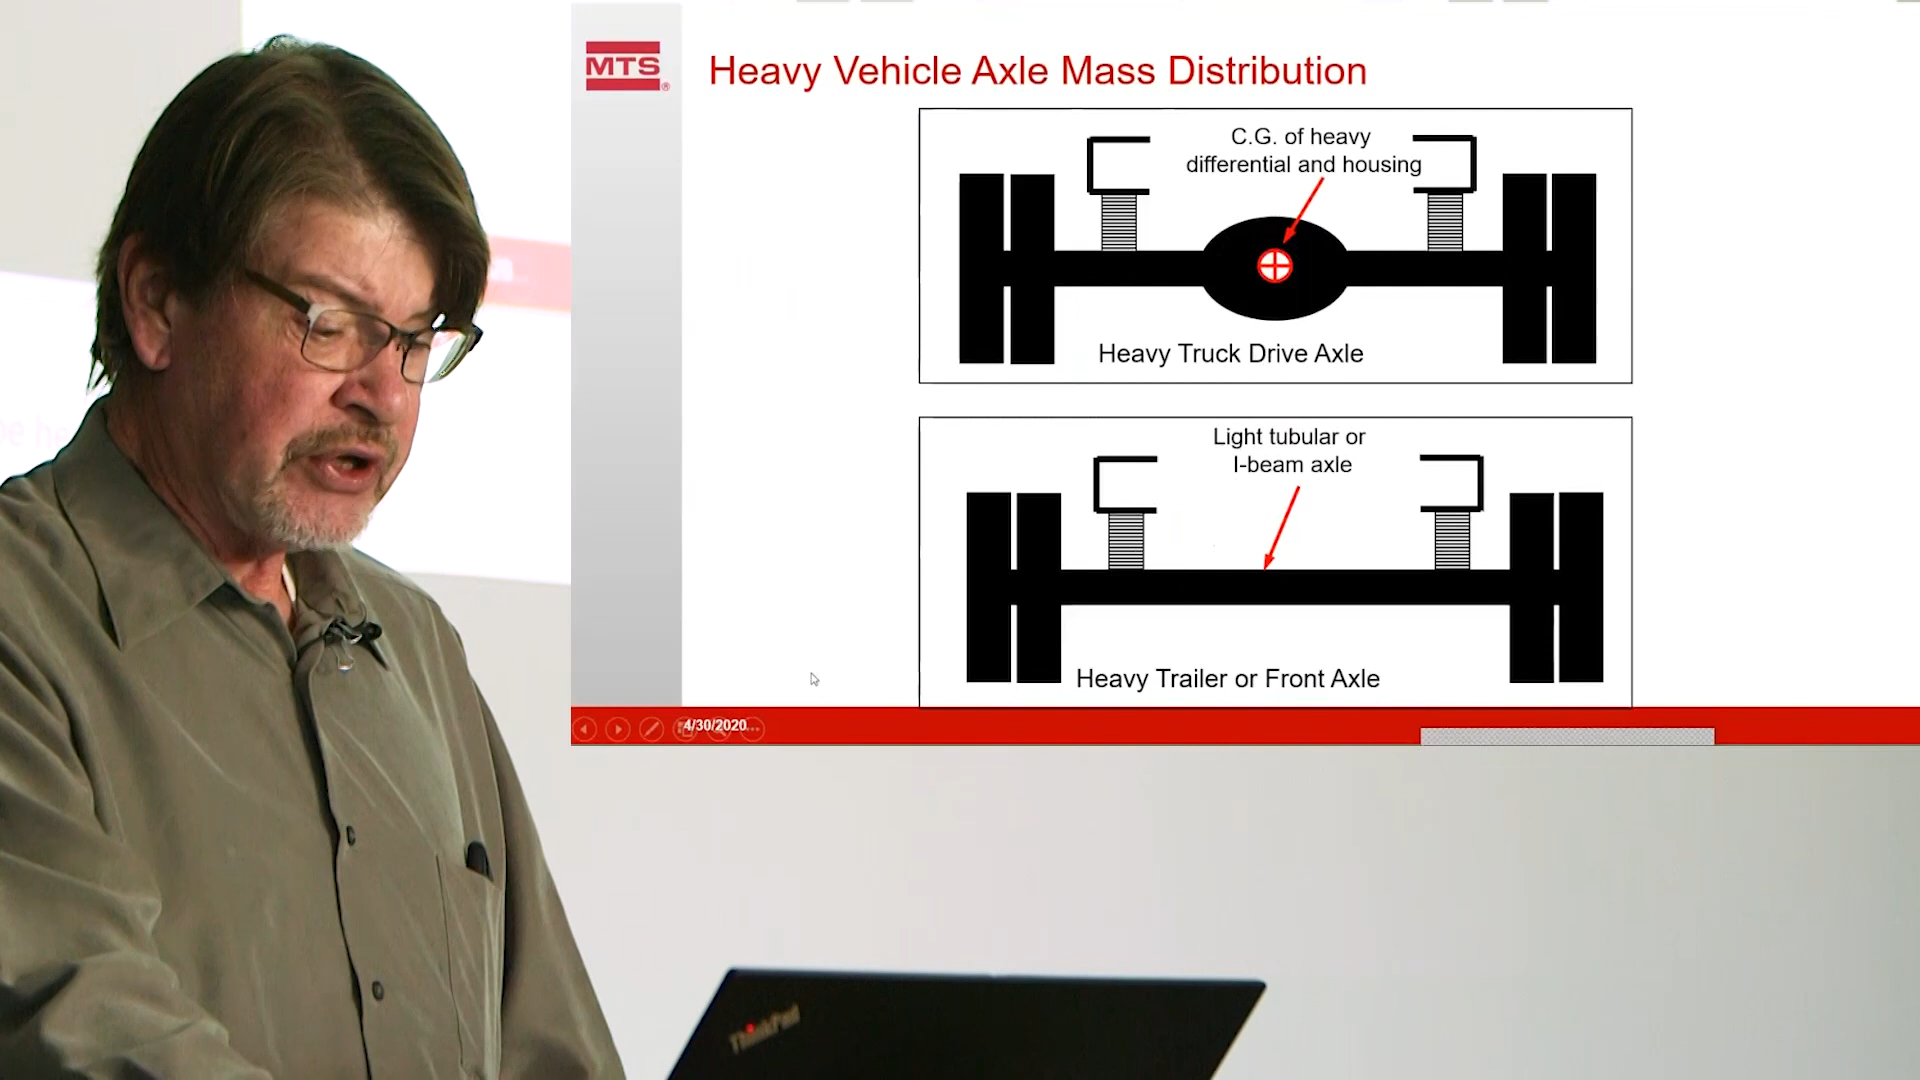 MTS
®
Heavy Vehicle Axle Mass Distribution
C.G. of heavy
differential and housing
Heavy Truck Drive Axle
Light tubular or
I-beam axle
Heavy Trailer or Front Axle
4/30/2020
ThinkPad